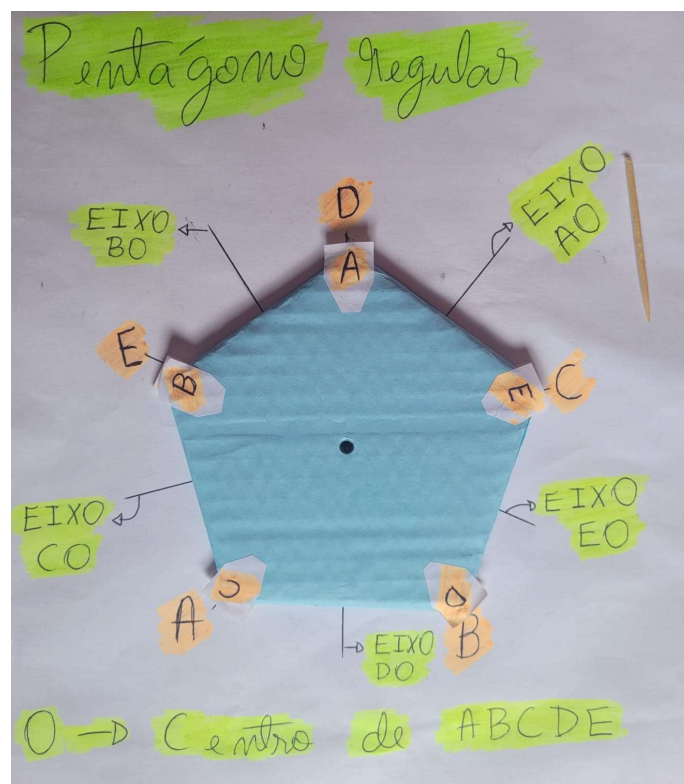 Pentágono regular
EIXO
AO
D
EIXO
BO
A
E
B
E
C
EIXO
CO
EIXO
EO
C
D
A
EIXO
DO
B
O → Centro de ABCDE